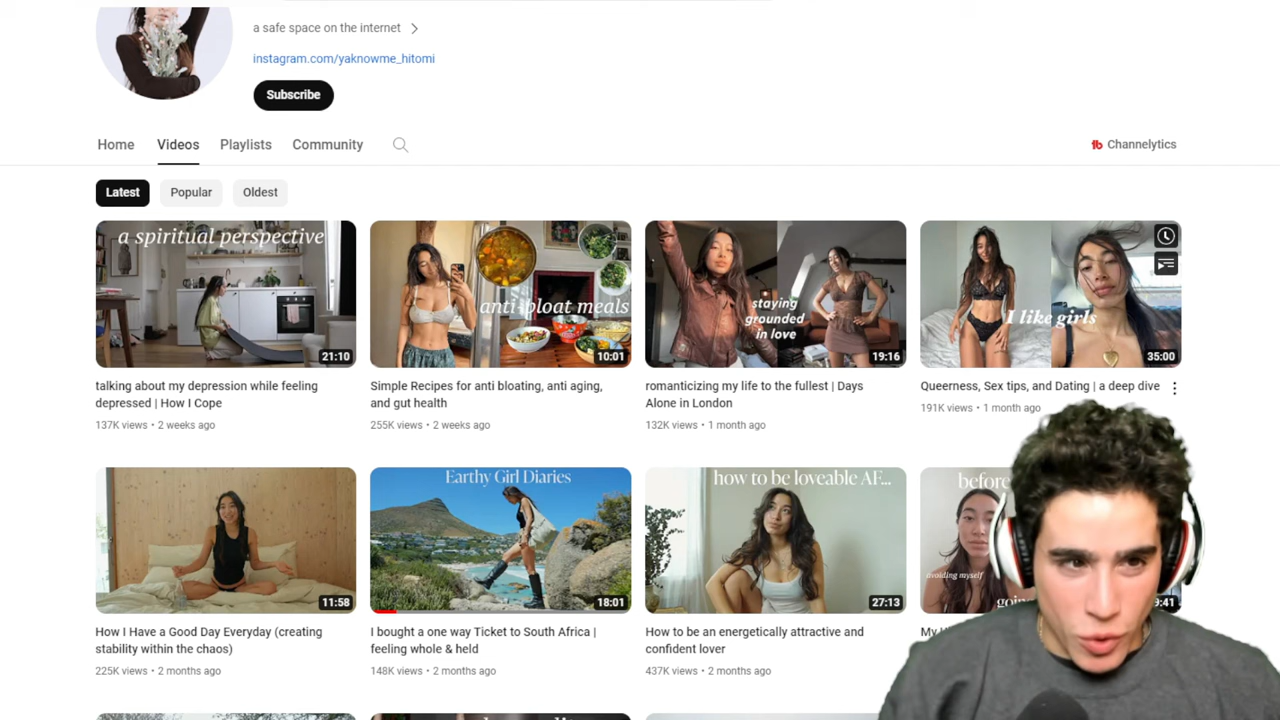 a safe space on the internet
instagram.com/yaknowme_hitomi
Subscribe
Home Videos Playlists Community
Channelytics
Latest Popular Oldest
a spiritual perspective
21:10
anti-bloat meals
10:01
staying
grounded
in love
19:16
I like girls
35:00
talking about my depression while feeling
depressed | How I Cope
137K views • 2 weeks ago
Simple Recipes for anti bloating, anti aging,
and gut health
255K views • 2 weeks ago
romanticizing my life to the fullest | Days
Alone in London
132K views • 1 month ago
Queerness, Sex tips, and Dating | a deep dive
191K views • 1 month ago
11:58
Earthy Girl Diaries
18:01
how to be loveable AF...
27:13
before
avoiding myself
9:41
How I Have a Good Day Everyday (creating
stability within the chaos)
225K views • 2 months ago
I bought a one way Ticket to South Africa |
feeling whole & held
148K views • 2 months ago
How to be an energetically attractive and
confident lover
437K views • 2 months ago
My